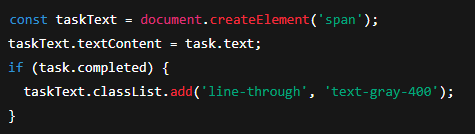 const taskText = document.createElement('span');
taskText.textContent = task.text;
if (task.completed) {
  taskText.classList.add('line-through', 'text-gray-400');
}